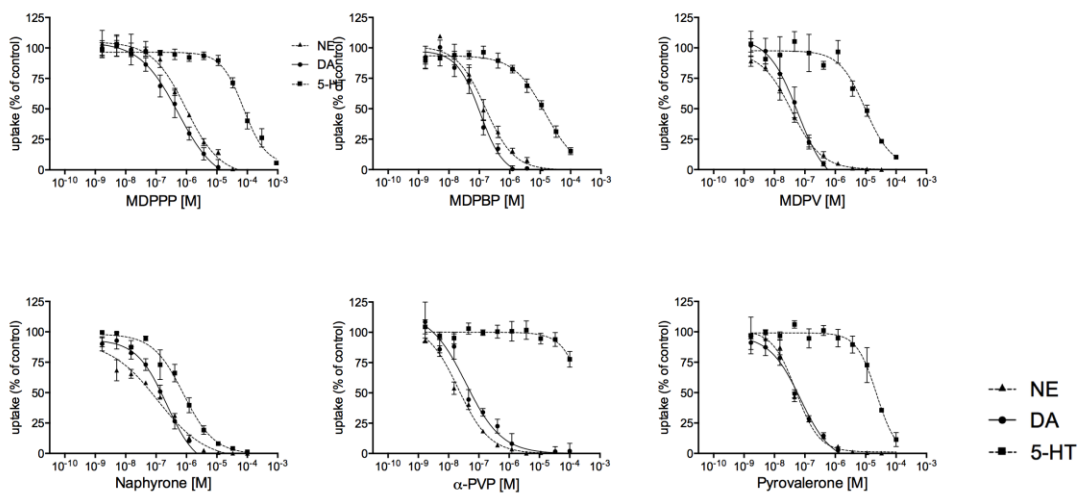 125
100
75
50
25
0
uptake (% of control)
NE
DA
5-HT
10⁻¹⁰ 10⁻⁹ 10⁻⁸ 10⁻⁷ 10⁻⁶ 10⁻⁵ 10⁻⁴ 10⁻³
MDPPP [M]
125
100
75
50
25
0
uptake (% of control)
10⁻¹⁰ 10⁻⁹ 10⁻⁸ 10⁻⁷ 10⁻⁶ 10⁻⁵ 10⁻⁴ 10⁻³
MDPBP [M]
125
100
75
50
25
0
uptake (% of control)
10⁻¹⁰ 10⁻⁹ 10⁻⁸ 10⁻⁷ 10⁻⁶ 10⁻⁵ 10⁻⁴ 10⁻³
MDPV [M]
125
100
75
50
25
0
uptake (% of control)
10⁻¹⁰ 10⁻⁹ 10⁻⁸ 10⁻⁷ 10⁻⁶ 10⁻⁵ 10⁻⁴ 10⁻³
Naphyrone [M]
125
100
75
50
25
0
uptake (% of control)
10⁻¹⁰ 10⁻⁹ 10⁻⁸ 10⁻⁷ 10⁻⁶ 10⁻⁵ 10⁻⁴ 10⁻³
α-PVP [M]
125
100
75
50
25
0
uptake (% of control)
10⁻¹⁰ 10⁻⁹ 10⁻⁸ 10⁻⁷ 10⁻⁶ 10⁻⁵ 10⁻⁴ 10⁻³
Pyrovalerone [M]
NE
DA
5-HT